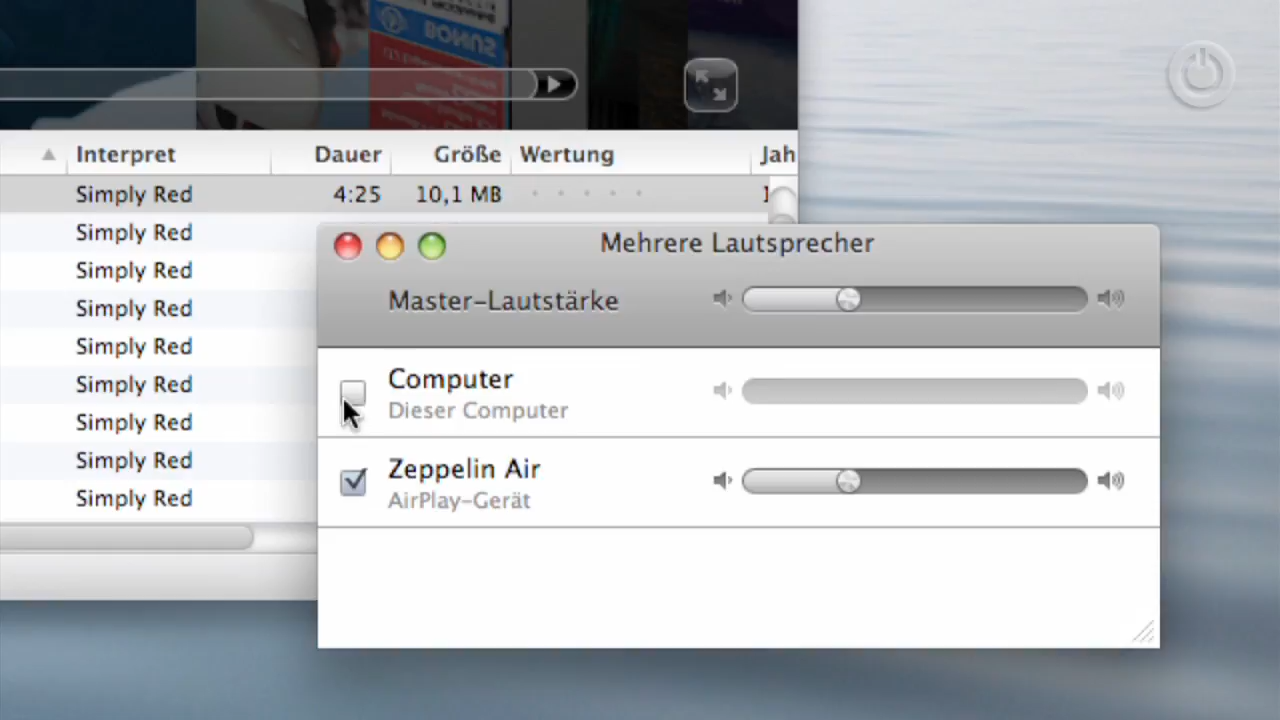 Interpret Dauer Größe Wertung Jah
Simply Red 4:25 10,1 MB
Simply Red
Simply Red
Simply Red
Simply Red
Simply Red
Simply Red
Simply Red
Simply Red
Mehrere Lautsprecher
Master-Lautstärke
Computer
Dieser Computer
Zeppelin Air
AirPlay-Gerät